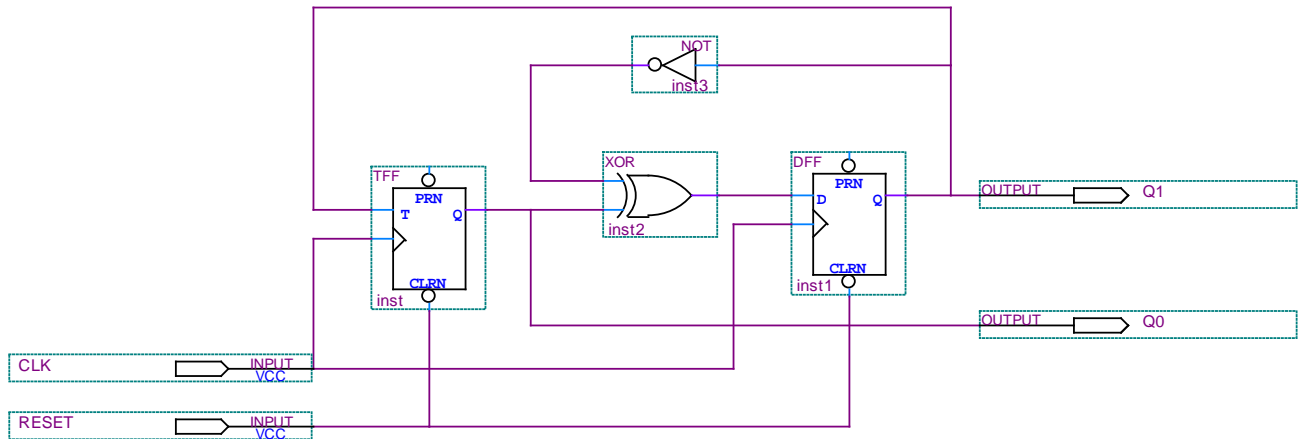 NOT
inst3
TFF
PRN
T
Q
CLRN
inst
XOR
inst2
DFF
PRN
D
Q
CLRN
inst1
OUTPUT
Q1
OUTPUT
Q0
CLK
INPUT
VCC
RESET
INPUT
VCC